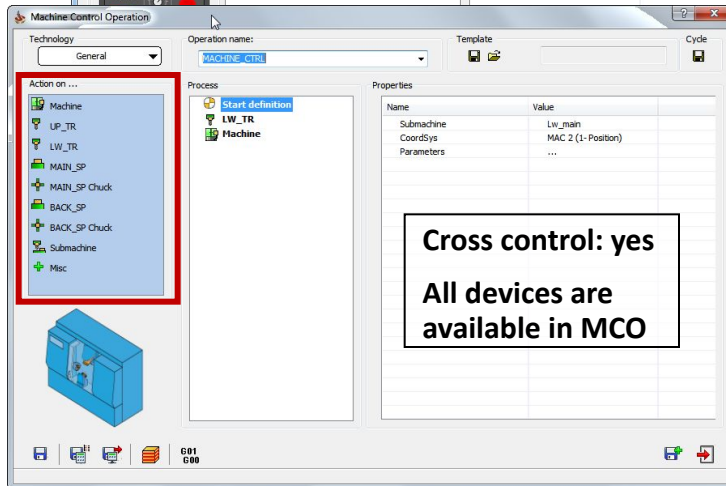 Machine Control Operation
Technology
Operation name:
Template
Cycle
General
MACHINE_CTRL
Action on ...
Process
Properties
Machine
UP_TR
LW_TR
MAIN_SP
MAIN_SP Chuck
BACK_SP
BACK_SP Chuck
Submachine
Misc
Start definition
LW_TR
Machine
Name Value
Submachine Lw_main
CoordSys MAC 2 (1- Position)
Parameters ...
Cross control: yes
All devices are
available in MCO
G01
G00